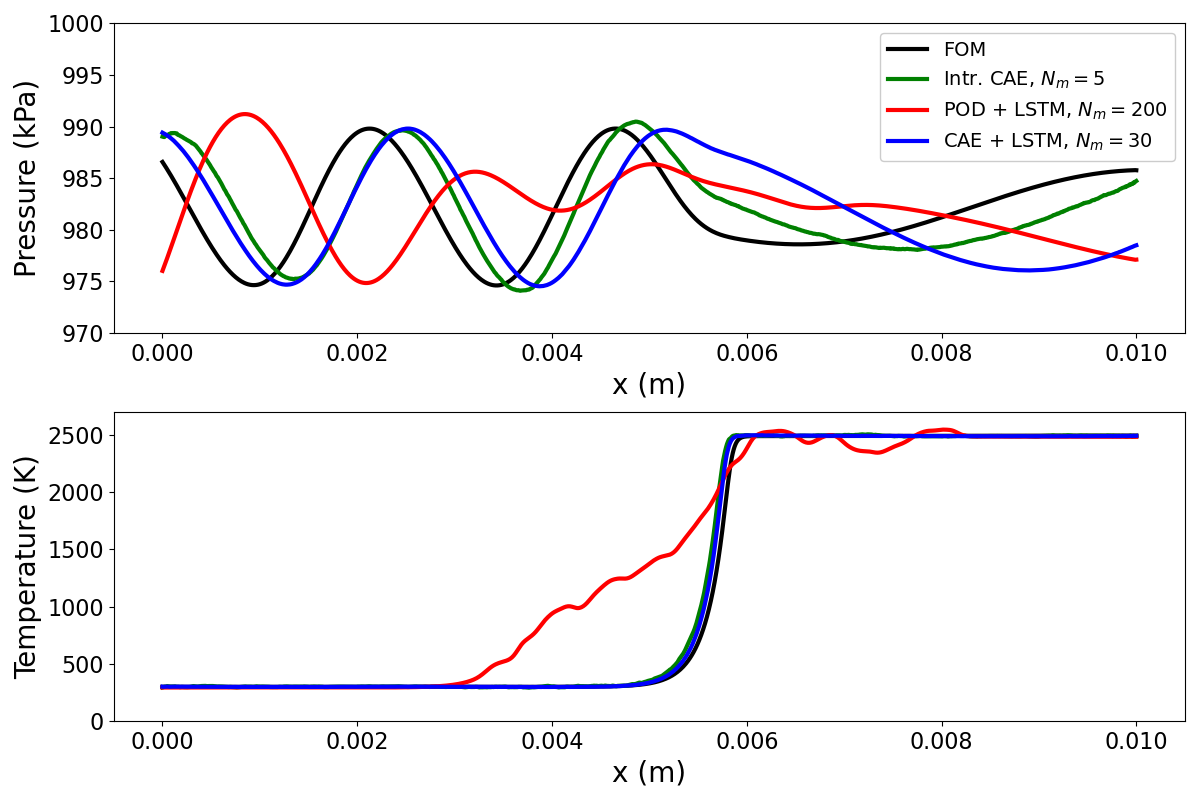 1000
995
990
985
980
975
970
Pressure (kPa)
FOM
Intr. CAE, $N_m = 5$
POD + LSTM, $N_m = 200$
CAE + LSTM, $N_m = 30$
0.000 0.002 0.004 0.006 0.008 0.010
x (m)
2500
2000
1500
1000
500
0
Temperature (K)
0.000 0.002 0.004 0.006 0.008 0.010
x (m)